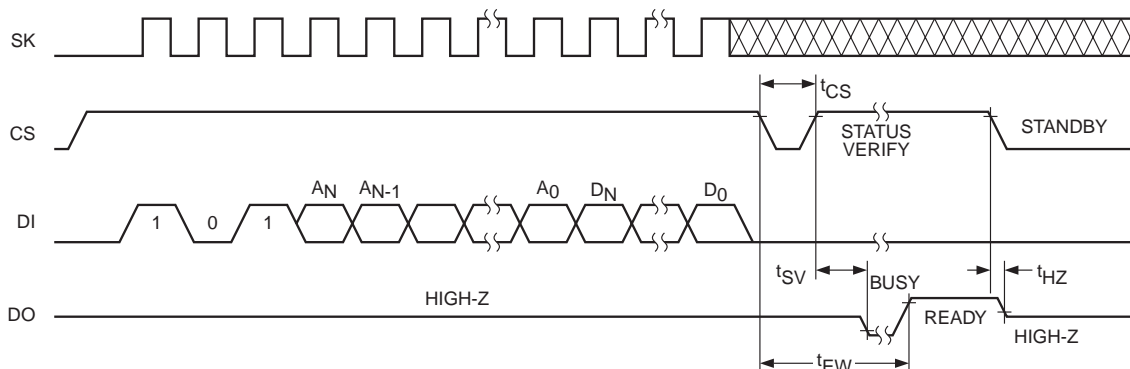 SK
tCS
CS
STATUS
VERIFY
STANDBY
AN
AN-1
A0
DN
D0
DI
1
0
1
tSV
BUSY
tHZ
HIGH-Z
DO
READY
HIGH-Z
tEW